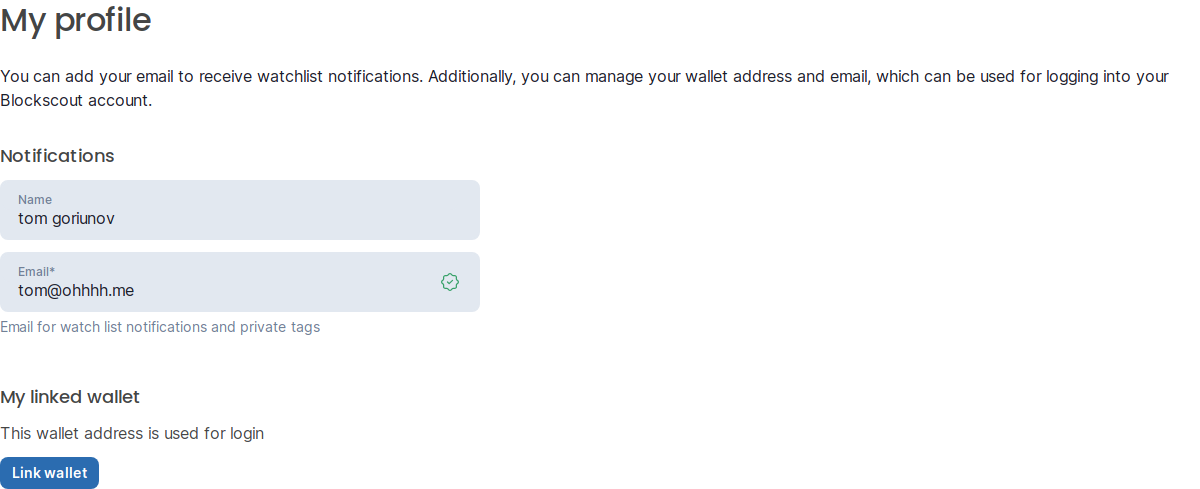 My profile
You can add your email to receive watchlist notifications. Additionally, you can manage your wallet address and email, which can be used for logging into your
Blockscout account.
Notifications
Name
tom goriunov
Email*
tom@ohhhh.me
Email for watch list notifications and private tags
My linked wallet
This wallet address is used for login
Link wallet